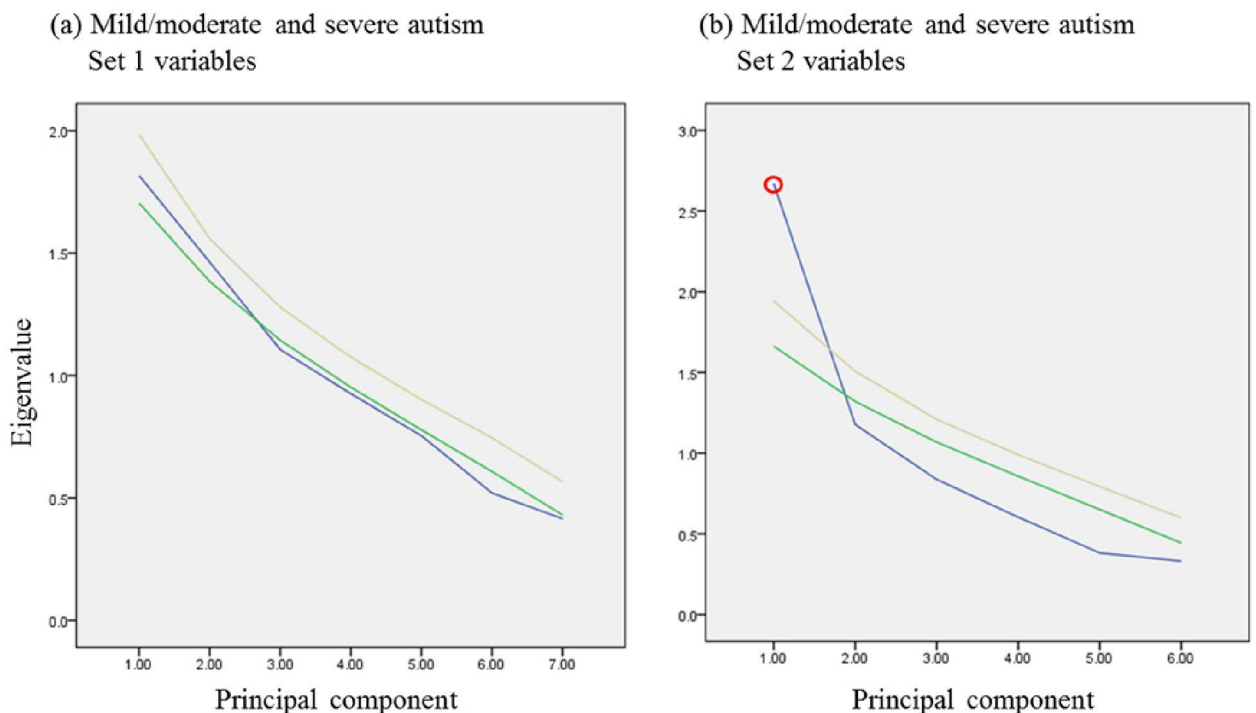 (a) Mild/moderate and severe autism
Set 1 variables
(b) Mild/moderate and severe autism
Set 2 variables
Eigenvalue
2.0
1.5
1.0
0.5
0.0
1.00 2.00 3.00 4.00 5.00 6.00 7.00
Principal component
3.0
2.5
2.0
1.5
1.0
0.5
0.0
1.00 2.00 3.00 4.00 5.00 6.00
Principal component